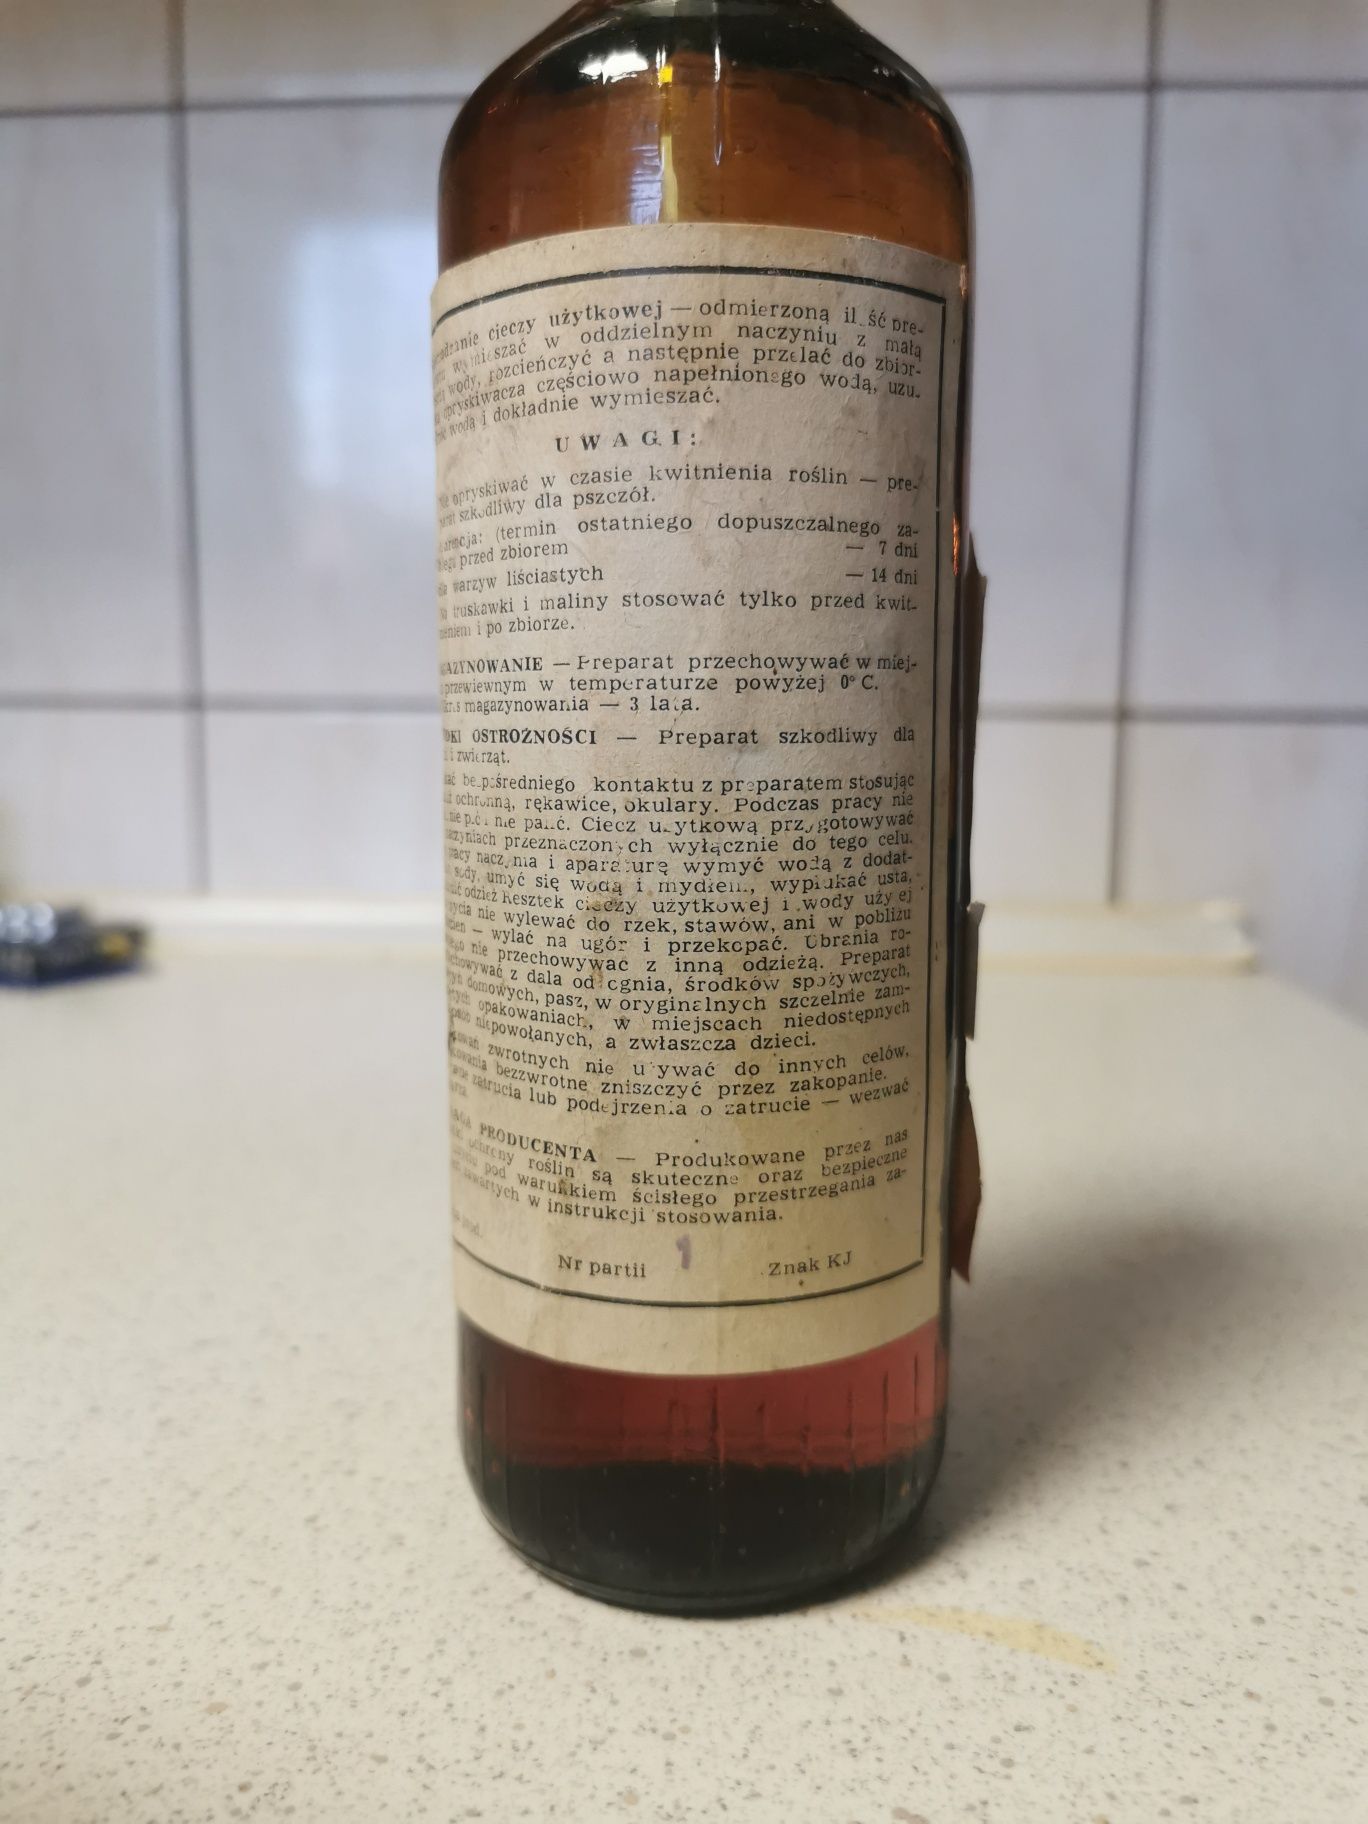 cieczy użytkowej — odmierzoną il.ść pre-
wymieszać w oddzielnym naczyniu z małą
wody, rozcieńczyć a następnie przelać do zbior-
opryskiwacza częściowo napełnionego wodą, uzu-
wodą i dokładnie wymieszać.
UWAGI:
opryskiwać w czasie kwitnienia roślin — pre-
szkodliwy dla pszczół.
(termin ostatniego dopuszczalnego za-
przed zbiorem — 7 dni
warzyw liściastych — 14 dni
truskawki i maliny stosować tylko przed kwit-
nieniem i po zbiorze.
AZYNOWANIE — Preparat przechowywać w miej-
przewiewnym w temperaturze powyżej 0° C.
magazynowania — 3 lata.
DKI OSTROŻNOŚCI — Preparat szkodliwy dla
i zwierząt.
bezpośredniego kontaktu z preparatem stosując
ochronną, rękawice, okulary. Podczas pracy nie
nie pić i nie palić. Ciecz użytkową przygotowywać
naczyniach przeznaczonych wyłącznie do tego celu.
naczynia i aparaturę wymyć wodą z dodat-
sody, umyć się wodą i mydłem, wypłukać usta,
odzież Resztek cieczy użytkowej i wody użytej
mycia nie wylewać do rzek, stawów, ani w pobliżu
— wylać na ugór i przekopać. Ubrania ro-
nie przechowywać z inną odzieżą. Preparat
z dala od ognia, środków spożywczych,
domowych, pasz, w oryginalnych szczelnie zam-
opakowaniach, w miejscach niedostępnych
niepowołanych, a zwłaszcza dzieci.
zwrotnych nie używać do innych celów,
bezzwrotne zniszczyć przez zakopanie.
zatrucia lub podejrzenia o zatrucie — wezwać
PRODUCENTA — Produkowane przez nas
ochrony roślin są skuteczne oraz bezpieczne
pod warunkiem ścisłego przestrzegania za-
zawartych w instrukcji stosowania.
Nr partii 1 Znak KJ